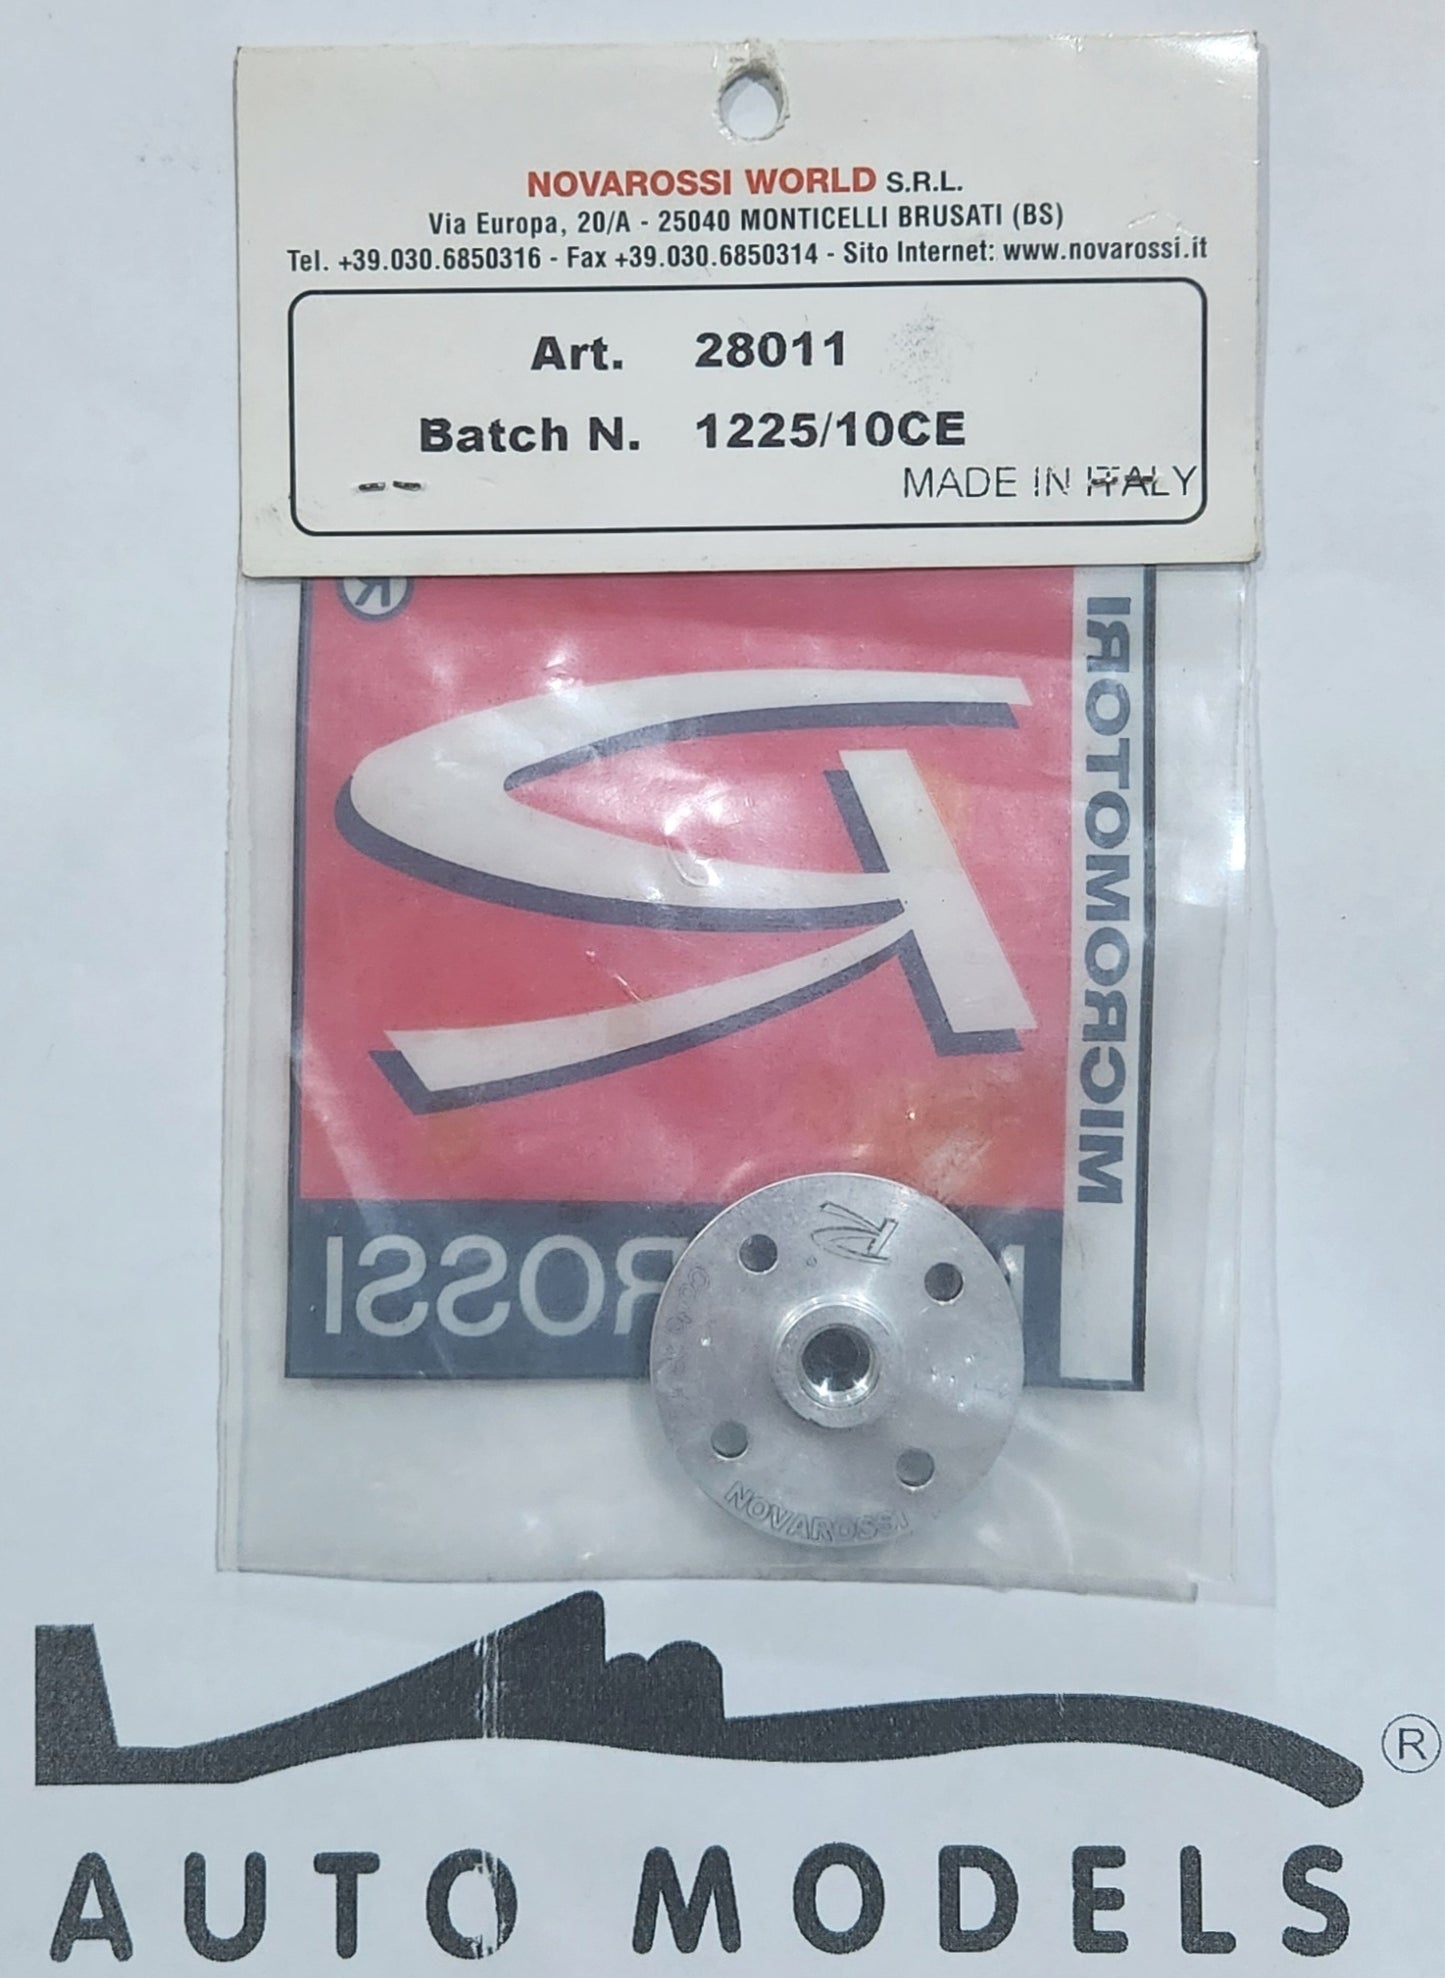 NOVAROSSI WORLD S.R.L.
Via Europa, 20/A - 25040 MONTICELLI BRUSATI (BS)
Tel. +39.030.6850316 - Fax +39.030.6850314 - Sito Internet: www.novarossi.it
Art. 28011
Batch N. 1225/10CE
MADE IN ITALY
R
MICROMOTORI
ROSSI
NOVAROSSI
R
AUTO MODELS